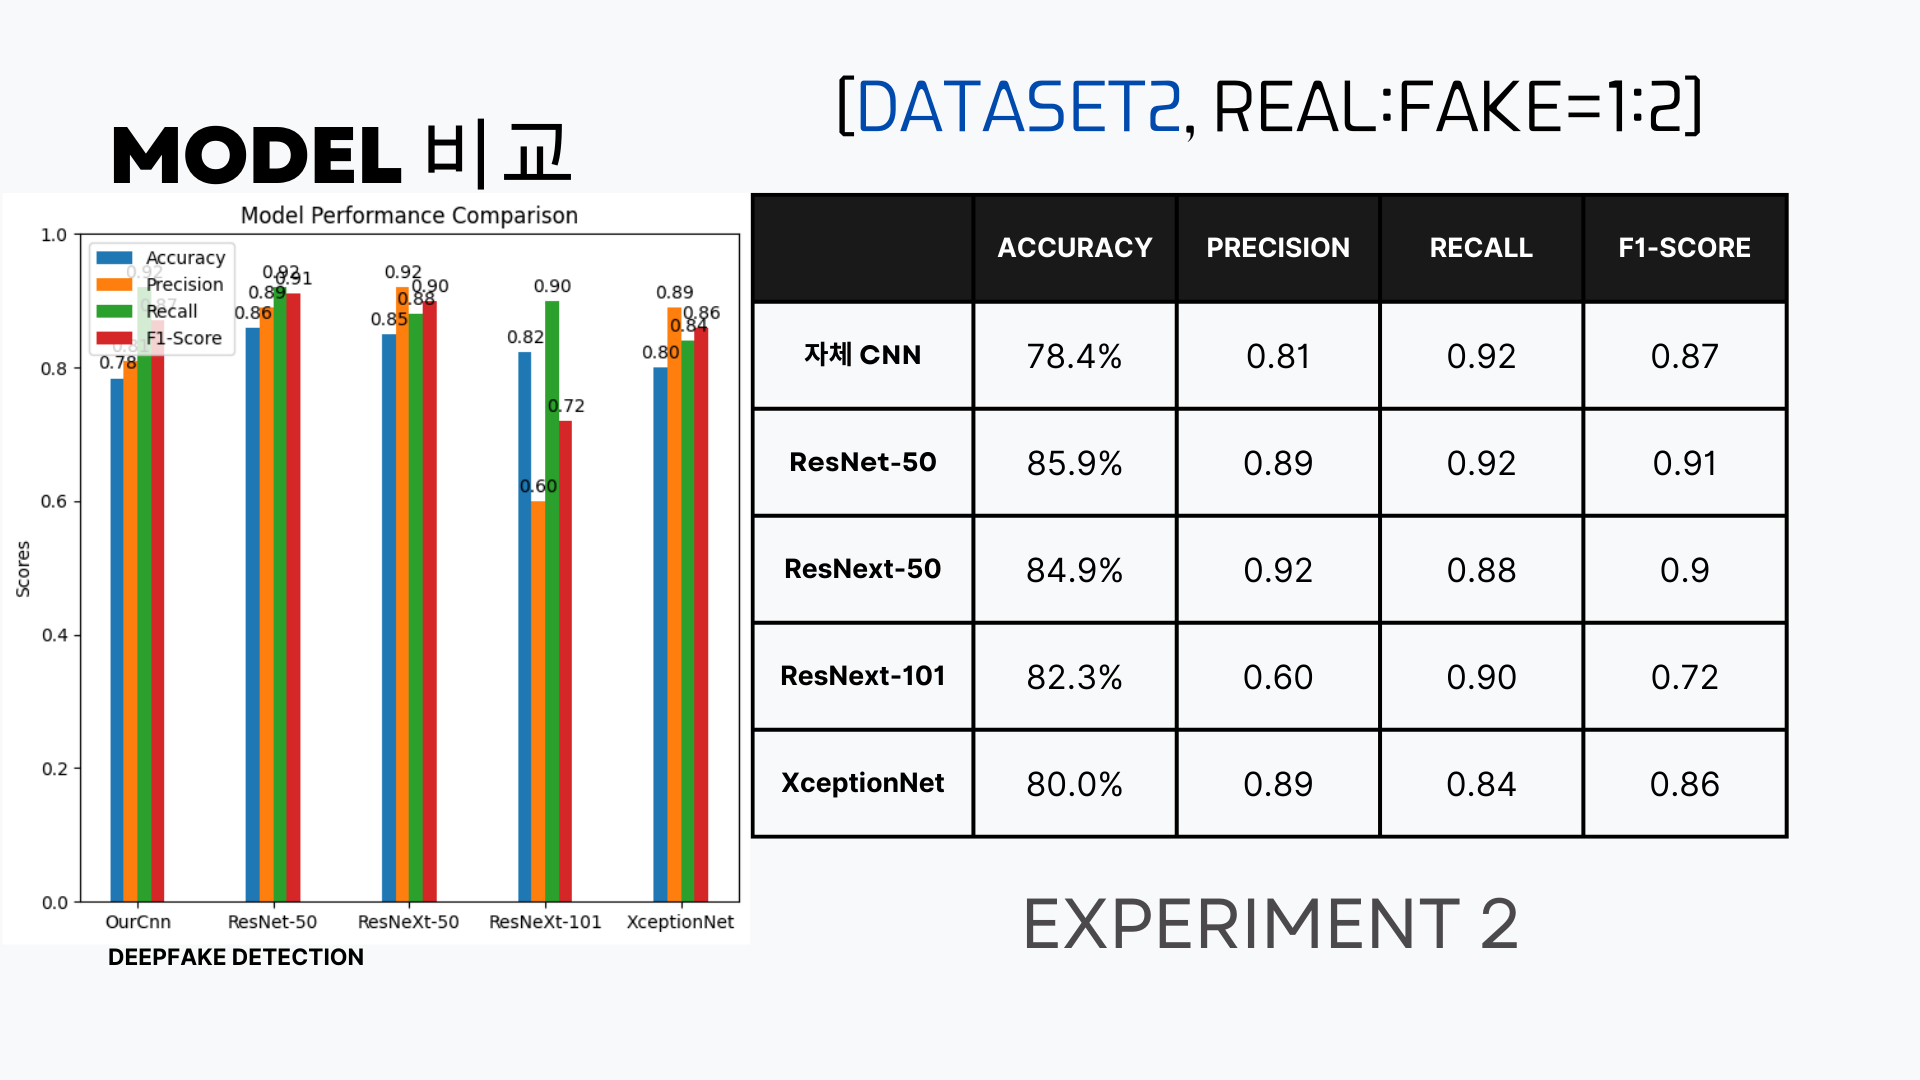 MODEL 비교
[DATASET2, REAL:FAKE=1:2]
Model Performance Comparison
Accuracy
Precision
Recall
F1-Score
Scores
1.0
0.8
0.6
0.4
0.2
0.0
0.78
0.81
0.92
0.87
0.86
0.89
0.92
0.91
0.85
0.92
0.88
0.90
0.82
0.60
0.90
0.72
0.80
0.89
0.84
0.86
OurCnn ResNet-50 ResNeXt-50 ResNeXt-101 XceptionNet
ACCURACY PRECISION RECALL F1-SCORE
자체 CNN 78.4% 0.81 0.92 0.87
ResNet-50 85.9% 0.89 0.92 0.91
ResNext-50 84.9% 0.92 0.88 0.9
ResNext-101 82.3% 0.60 0.90 0.72
XceptionNet 80.0% 0.89 0.84 0.86
EXPERIMENT 2
DEEPFAKE DETECTION